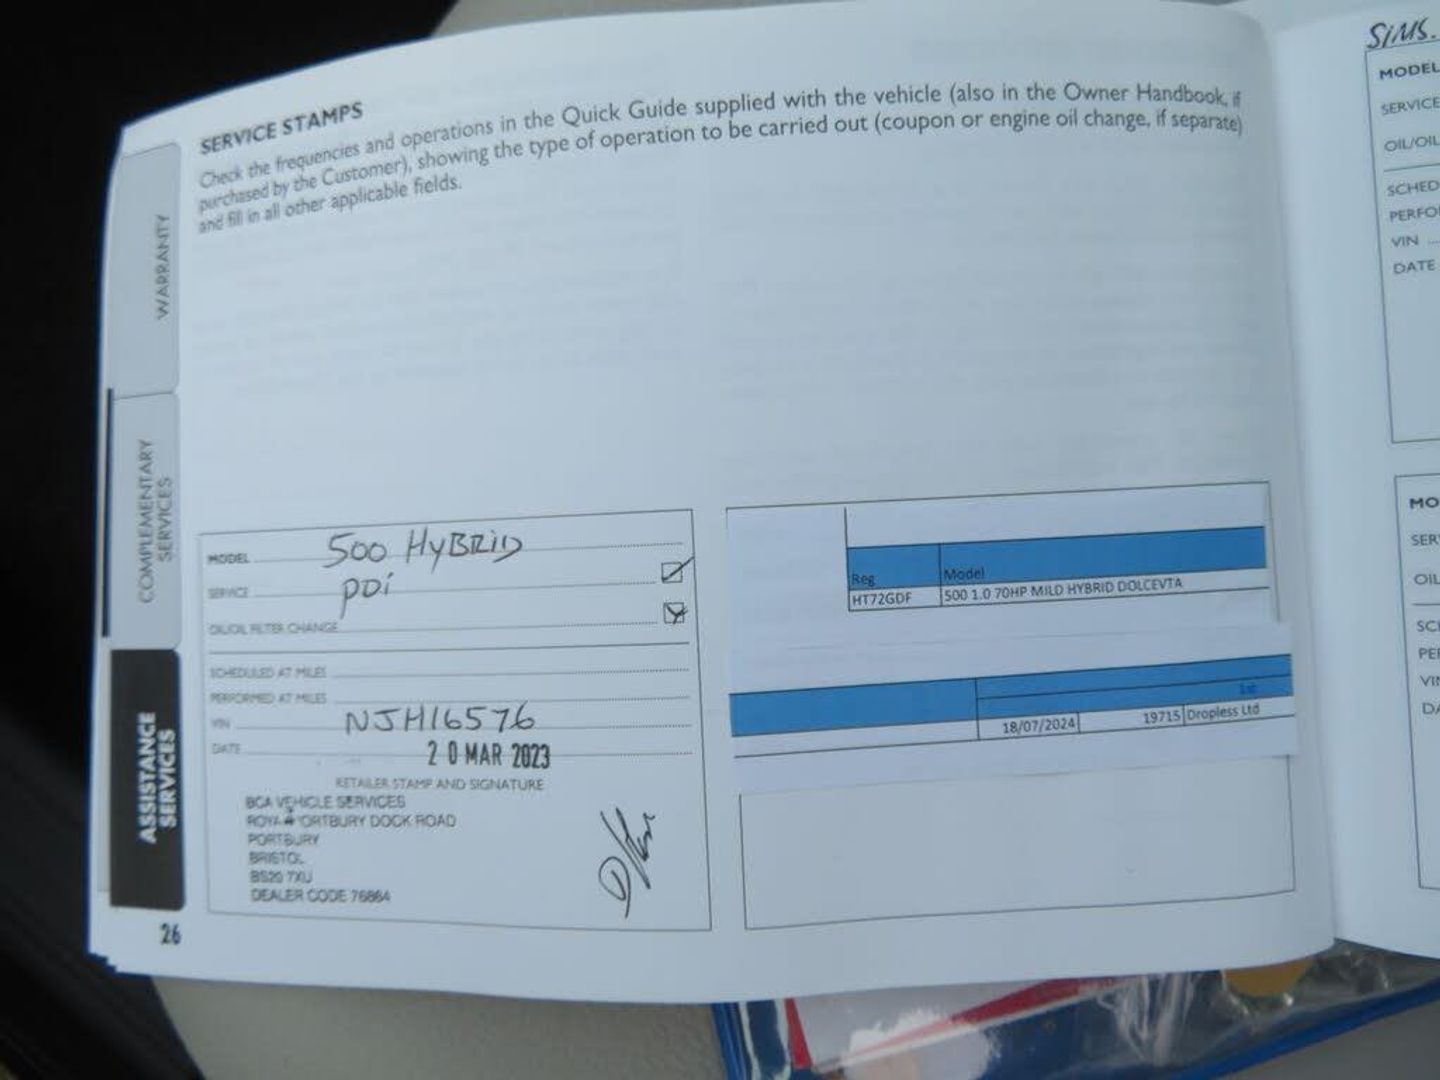 SERVICE STAMPS
Check the frequencies and operations in the Quick Guide supplied with the vehicle (also in the Owner Handbook, if
purchased by the Customer), showing the type of operation to be carried out (coupon or engine oil change, if separate)
and fill in all other applicable fields.
WARRANTY
COMPLEMENTARY
SERVICES
ASSISTANCE
SERVICES
MODEL 500 HYBRID
SERVICE PDi
OIL/OIL FILTER CHANGE
SCHEDULED AT MILES
PERFORMED AT MILES
VIN NJH16576
DATE 20 MAR 2023
RETAILER STAMP AND SIGNATURE
BCA VEHICLE SERVICES
ROYAL PORTBURY DOCK ROAD
PORTBURY
BRISTOL
BS20 7XU
DEALER CODE 76864
26
Reg Model
HT72GDF 500 1.0 70HP MILD HYBRID DOLCEVTA
1st
18/07/2024 19715 Dropless Ltd
SIMS.
MODEL
SERVICE
OIL/OIL
SCHED
PERFO
VIN
DATE
MO
SER
OIL
SCH
PER
VIN
DA